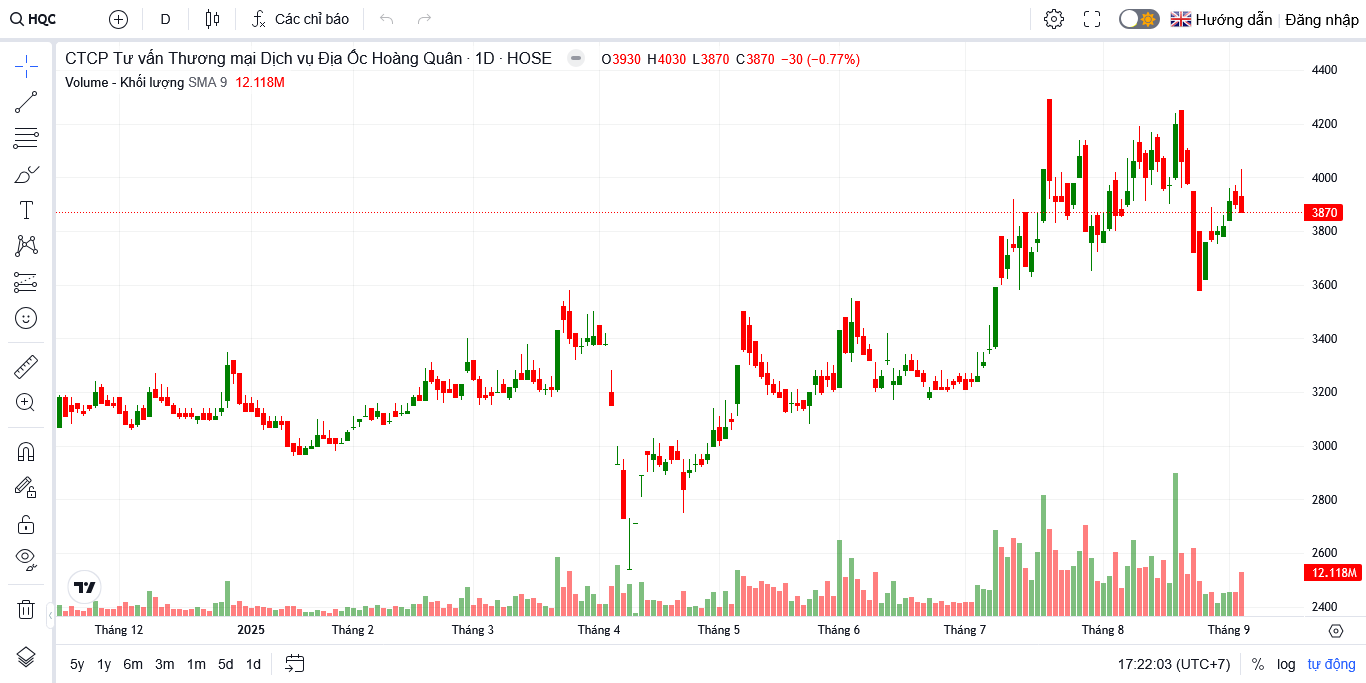 HQC D Các chỉ báo Hướng dẫn Đăng nhập
CTCP Tư vấn Thương mại Dịch vụ Địa Ốc Hoàng Quân · 1D · HOSE O3930 H4030 L3870 C3870 −30 (−0.77%)
Volume - Khối lượng SMA 9 12.118M
4400
4200
4000
3870
3800
3600
3400
3200
3000
2800
2600
12.118M
2400
Tháng 12 2025 Tháng 2 Tháng 3 Tháng 4 Tháng 5 Tháng 6 Tháng 7 Tháng 8 Tháng 9
5y 1y 6m 3m 1m 5d 1d 17:22:03 (UTC+7) % log tự động